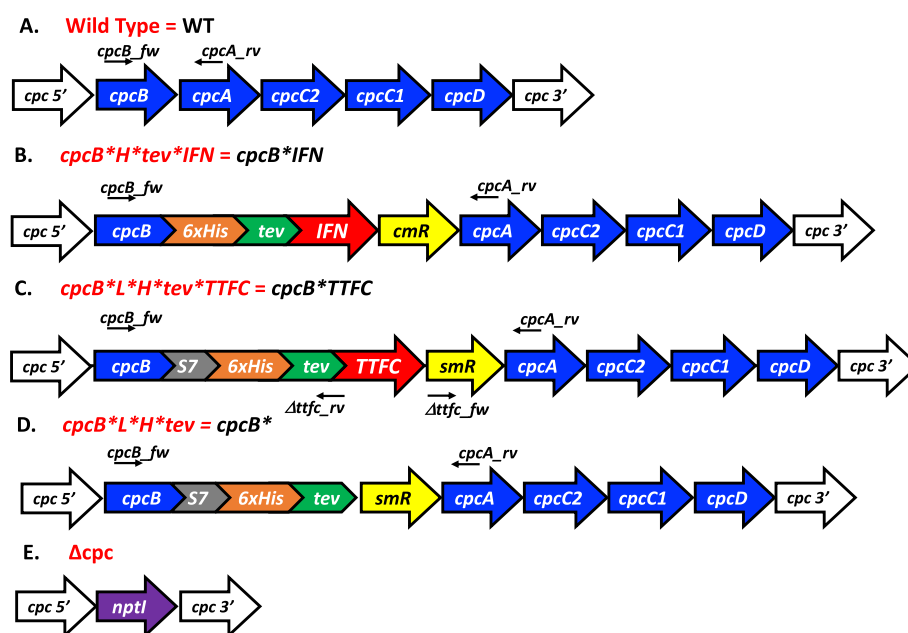 A. Wild Type = WT
cpcB_fw cpcA_rv
cpc 5’ cpcB cpcA cpcC2 cpcC1 cpcD cpc 3’
B. cpcB*H*tev*IFN = cpcB*IFN
cpcB_fw cpcA_rv
cpc 5’ cpcB 6xHis tev IFN cmR cpcA cpcC2 cpcC1 cpcD cpc 3’
C. cpcB*L*H*tev*TTFC = cpcB*TTFC
cpcB_fw cpcA_rv
cpc 5’ cpcB S7 6xHis tev TTFC smR cpcA cpcC2 cpcC1 cpcD cpc 3’
Δttfc_rv Δttfc_fw
D. cpcB*L*H*tev = cpcB*
cpcB_fw cpcA_rv
cpc 5’ cpcB S7 6xHis tev smR cpcA cpcC2 cpcC1 cpcD cpc 3’
E. Δcpc
cpc 5’ nptI cpc 3’